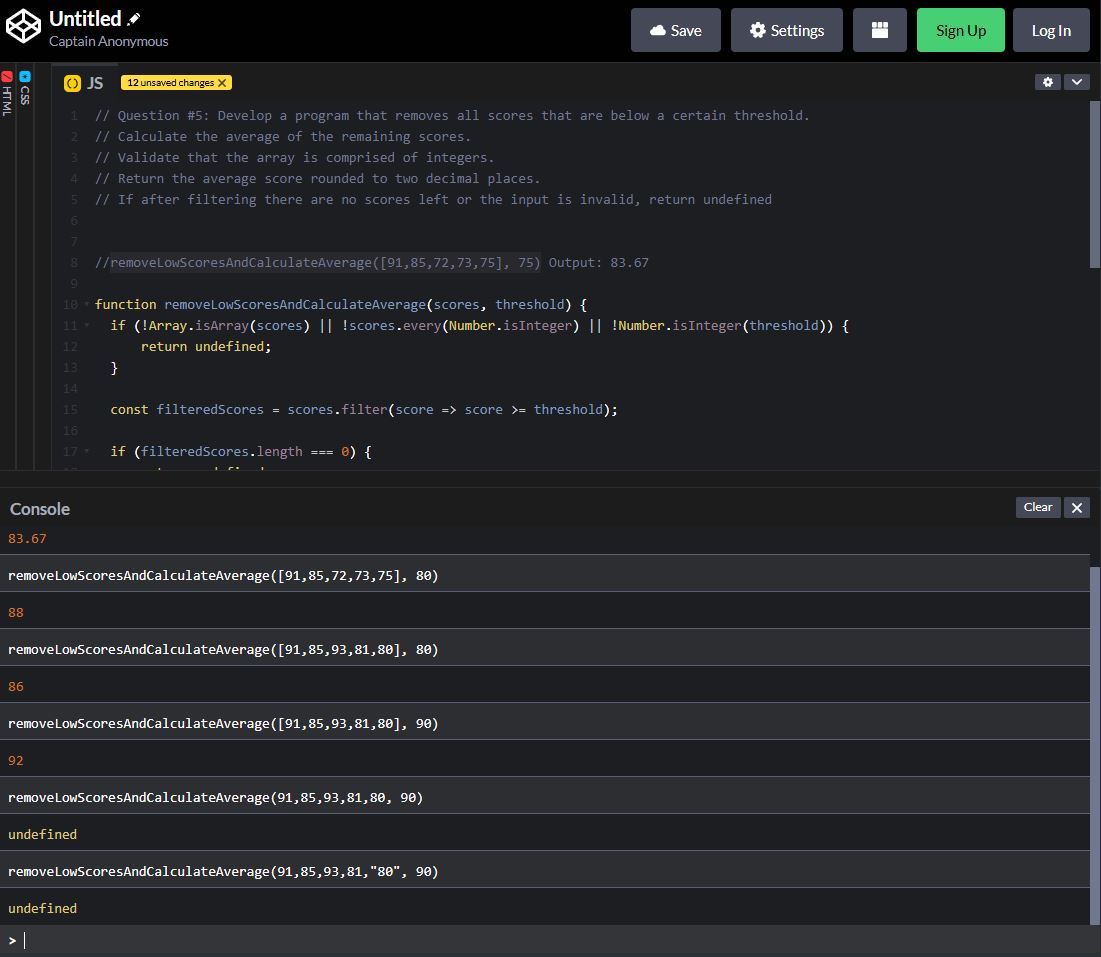 Untitled
Captain Anonymous
Save
Settings
Sign Up
Log In
HTML
CSS
JS
12 unsaved changes X
1 // Question #5: Develop a program that removes all scores that are below a certain threshold.
2 // Calculate the average of the remaining scores.
3 // Validate that the array is comprised of integers.
4 // Return the average score rounded to two decimal places.
5 // If after filtering there are no scores left or the input is invalid, return undefined
6
7
8 //removeLowScoresAndCalculateAverage([91,85,72,73,75], 75) Output: 83.67
9
10 function removeLowScoresAndCalculateAverage(scores, threshold) {
11 if (!Array.isArray(scores) || !scores.every(Number.isInteger) || !Number.isInteger(threshold)) {
12 return undefined;
13 }
14
15 const filteredScores = scores.filter(score => score >= threshold);
16
17 if (filteredScores.length === 0) {
Console
Clear
X
83.67
removeLowScoresAndCalculateAverage([91,85,72,73,75], 80)
88
removeLowScoresAndCalculateAverage([91,85,93,81,80], 80)
86
removeLowScoresAndCalculateAverage([91,85,93,81,80], 90)
92
removeLowScoresAndCalculateAverage(91,85,93,81,80, 90)
undefined
removeLowScoresAndCalculateAverage(91,85,93,81,"80", 90)
undefined
>